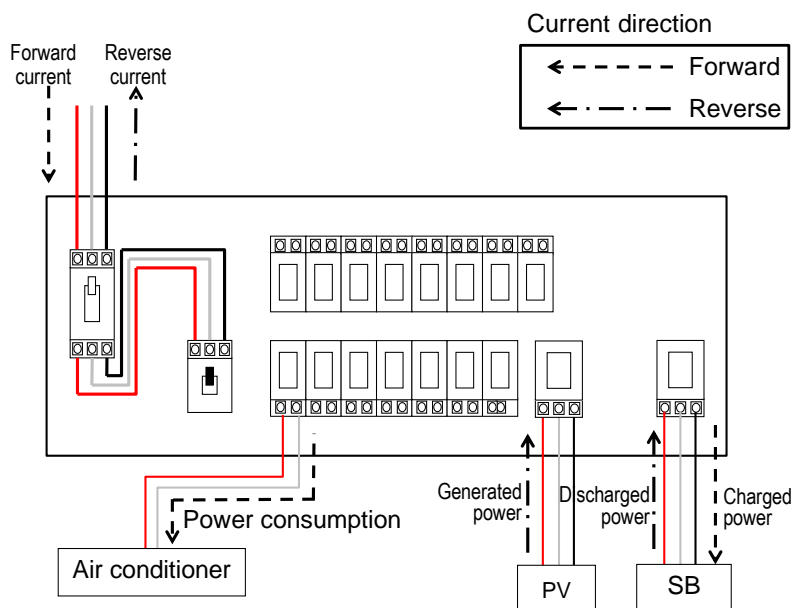 Current direction
Forward
Reverse
Forward
current
Reverse
current
Generated
power
Discharged
power
Charged
power
Power consumption
Air conditioner
PV
SB